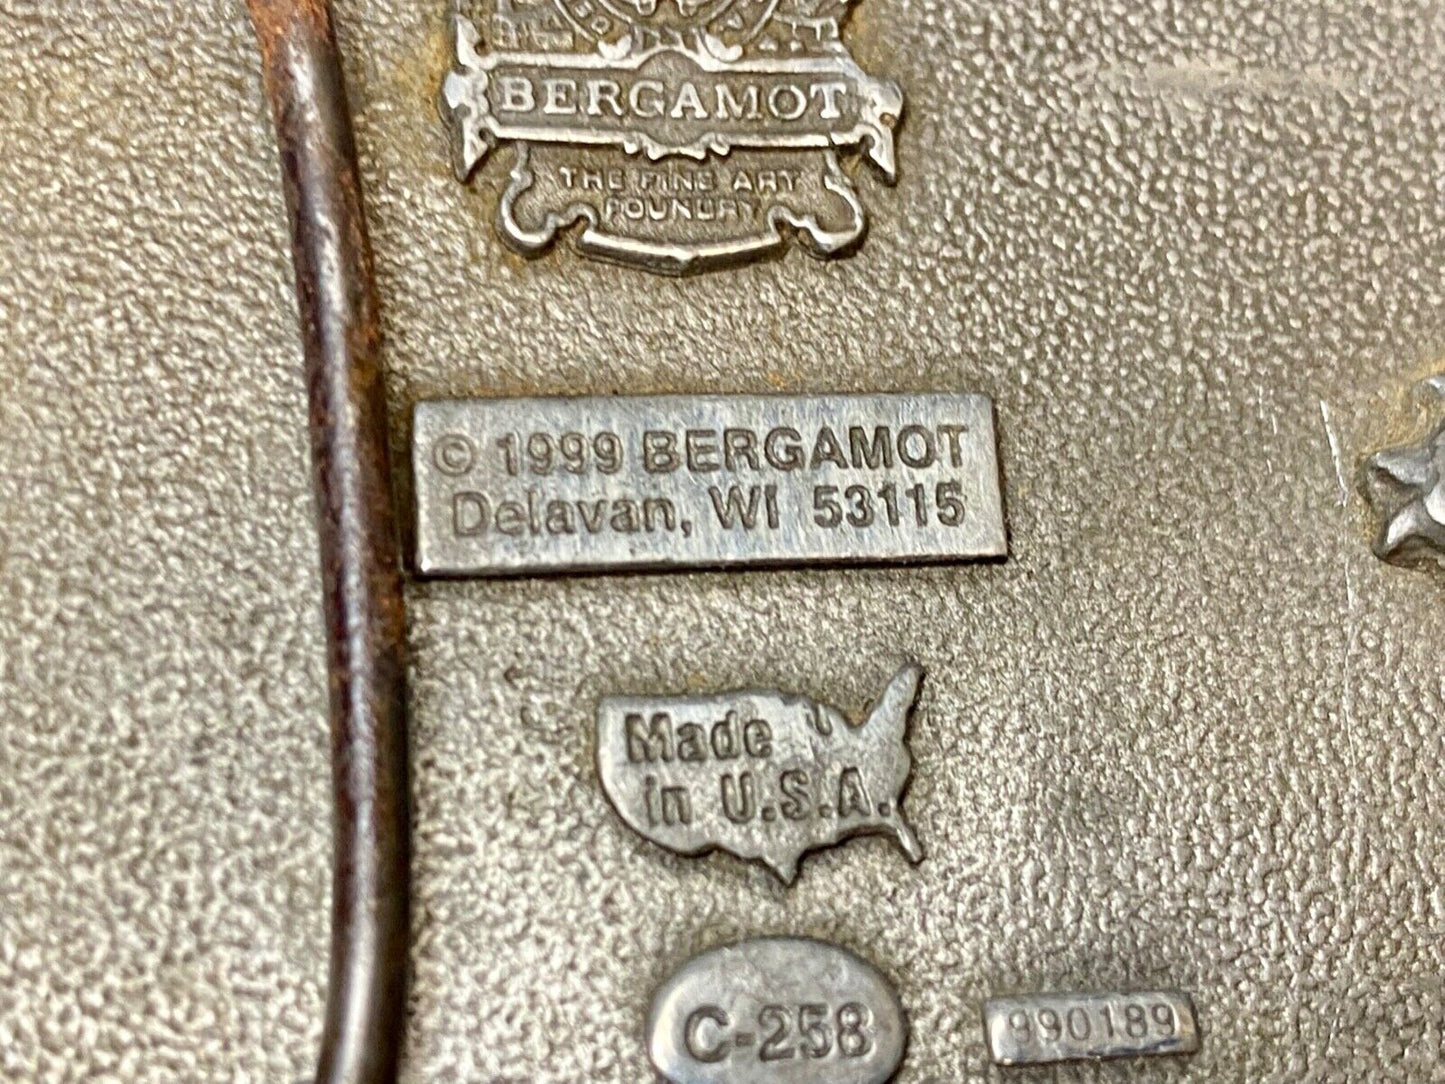 BERGAMOT
THE FINE ART
FOUNDRY
© 1999 BERGAMOT
Delavan, WI 53115
Made
in U.S.A.
C-258
990189